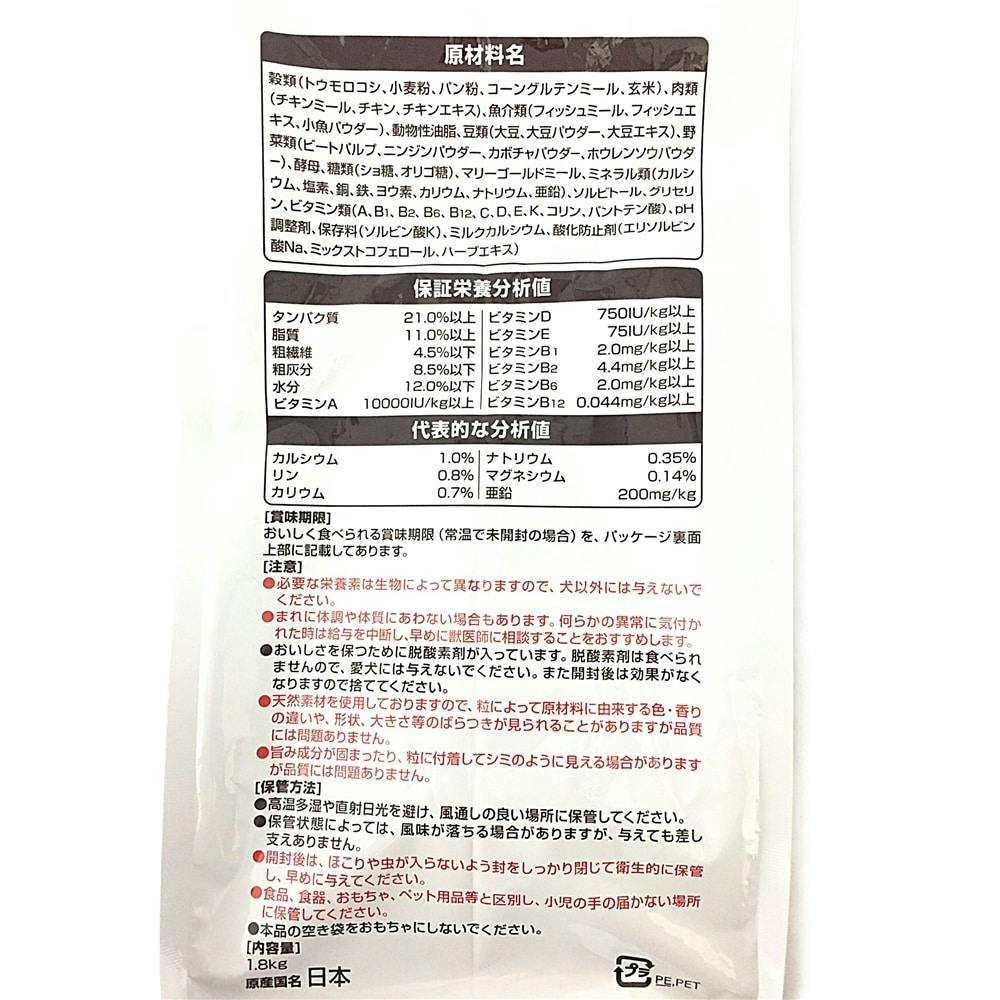 原材料名
穀類(トウモロコシ、小麦粉、パン粉、コーングルテンミール、玄米)、肉類
(チキンミール、チキン、チキンエキス)、魚介類(フィッシュミール、フィッシュエ
キス、小魚パウダー)、動物性油脂、豆類(大豆、大豆パウダー、大豆エキス)、野
菜類(ビートパルプ、ニンジンパウダー、カボチャパウダー、ホウレンソウパウダ
ー)、酵母、糖類(ショ糖、オリゴ糖)、マリーゴールドミール、ミネラル類(カルシ
ウム、塩素、銅、鉄、ヨウ素、カリウム、ナトリウム、亜鉛)、ソルビトール、グリセリ
ン、ビタミン類(A、B1、B2、B6、B12、C、D、E、K、コリン、パントテン酸)、pH
調整剤、保存料(ソルビン酸K)、ミルクカルシウム、酸化防止剤(エリソルビン
酸Na、ミックストコフェロール、ハーブエキス)
保証栄養分析値
タンパク質 21.0%以上 ビタミンD 750IU/kg以上
脂質 11.0%以上 ビタミンE 75IU/kg以上
粗繊維 4.5%以下 ビタミンB1 2.0mg/kg以上
粗灰分 8.5%以下 ビタミンB2 4.4mg/kg以上
水分 12.0%以下 ビタミンB6 2.0mg/kg以上
ビタミンA 10000IU/kg以上 ビタミンB12 0.044mg/kg以上
代表的な分析値
カルシウム 1.0% ナトリウム 0.35%
リン 0.8% マグネシウム 0.14%
カリウム 0.7% 亜鉛 200mg/kg
[賞味期限]
おいしく食べられる賞味期限(常温で未開封の場合)を、パッケージ裏面
上部に記載してあります。
[注意]
●必要な栄養素は生物によって異なりますので、犬以外には与えないで
ください。
●まれに体調や体質にあわない場合もあります。何らかの異常に気付か
れた時は給与を中断し、早めに獣医師に相談することをおすすめします。
●おいしさを保つために脱酸素剤が入っています。脱酸素剤は食べられ
ませんので、愛犬には与えないでください。また開封後は効果がなく
なりますので捨ててください。
●天然素材を使用しておりますので、粒によって原材料に由来する色・香り
の違いや、形状、大きさ等のばらつきが見られることがありますが品質
には問題ありません。
●旨み成分が固まったり、粒に付着してシミのように見える場合があります
が品質には問題ありません。
[保管方法]
●高温多湿や直射日光を避け、風通しの良い場所に保管してください。
●保管状態によっては、風味が落ちる場合がありますが、与えても差し
支えありません。
●開封後は、ほこりや虫が入らないよう封をしっかり閉じて衛生的に保管
し、早めに与えてください。
●食品、食器、おもちゃ、ペット用品等と区別し、小児の手の届かない場所
に保管してください。
●本品の空き袋をおもちゃにしないでください。
[内容量]
1.8kg
原産国名 日本
プラ PE,PET